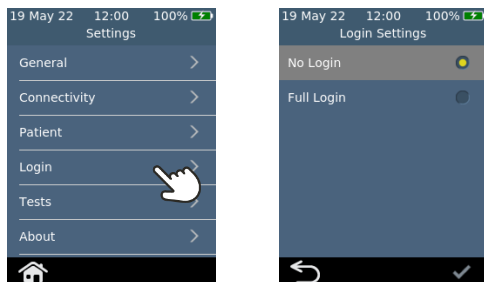 19 May 22 12:00 100%
Settings
General
Connectivity
Patient
Login
Tests
About
19 May 22 12:00 100%
Login Settings
No Login
Full Login